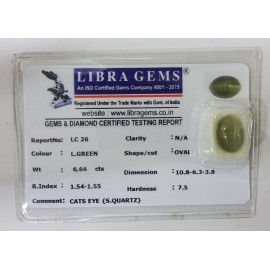 LIBRA GEMS®
An ISO Certified Gems Company 9001 - 2015
Registered Under the Trade Marks with Govt. of India
website : www.libragems.co.in
GEMS & DIAMOND CERTIFIED TESTING REPORT
ReportNo: LC 26 Clarity : N/A
Colour : L.GREEN Shape/cut : OVAL
Wt : 6.64 cts Dimension : 10.8-6.3-3.8
R.Index : 1.54-1.55 Hardness : 7.5
Comment : CATS EYE {S.QUARTZ}